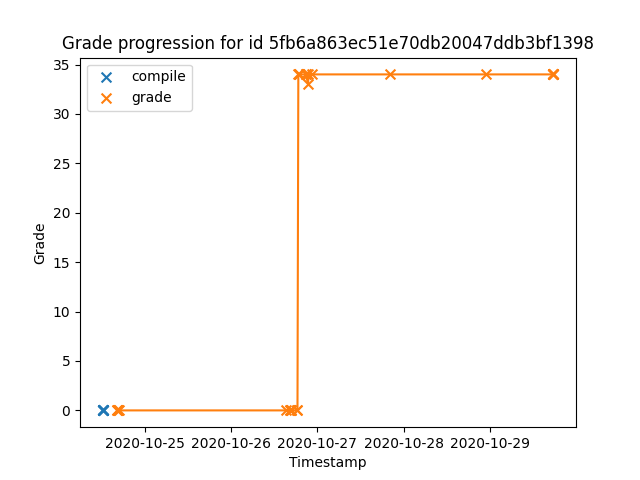 Grade progression for id 5fb6a863ec51e70db20047ddb3bf1398
compile
grade
35
30
25
20
15
10
5
0
Grade
2020-10-25 2020-10-26 2020-10-27 2020-10-28 2020-10-29
Timestamp